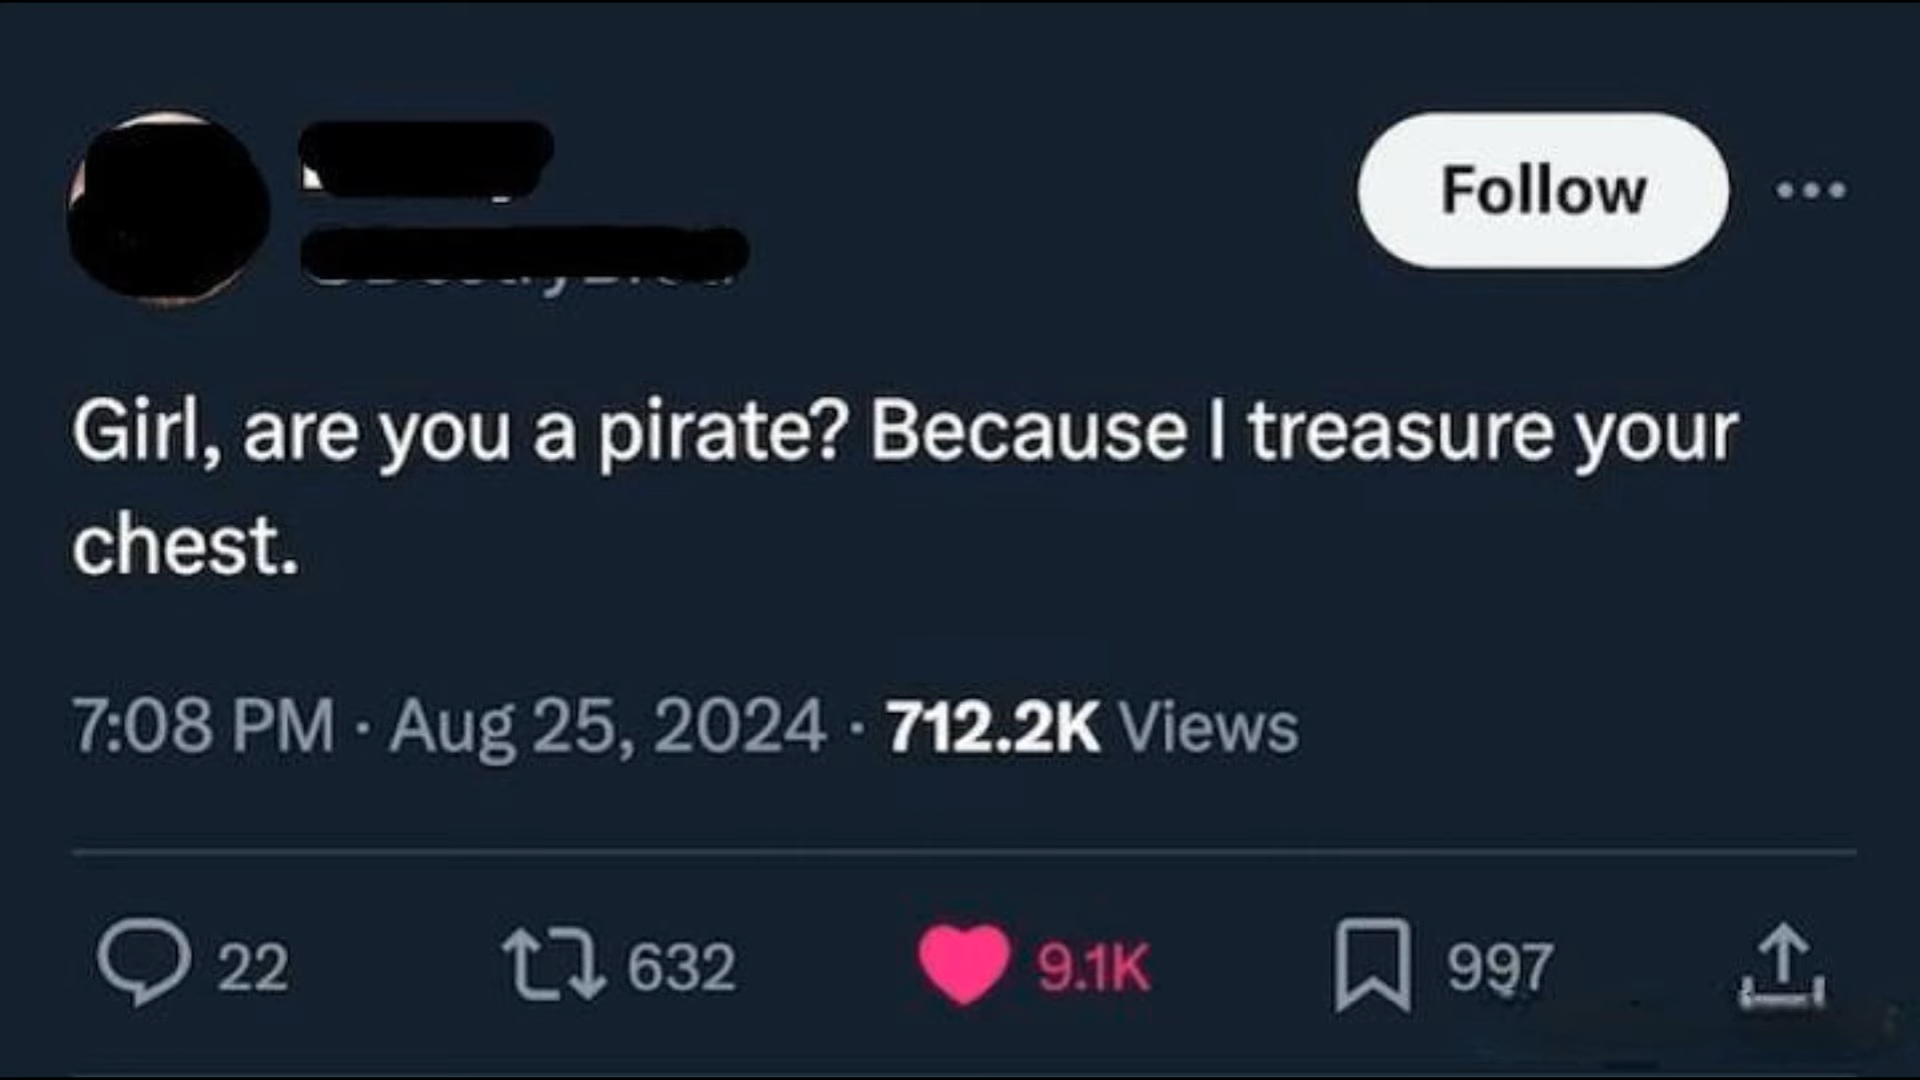 Follow
Girl, are you a pirate? Because I treasure your
chest.
7:08 PM · Aug 25, 2024 · 712.2K Views
22 632 9.1K 997